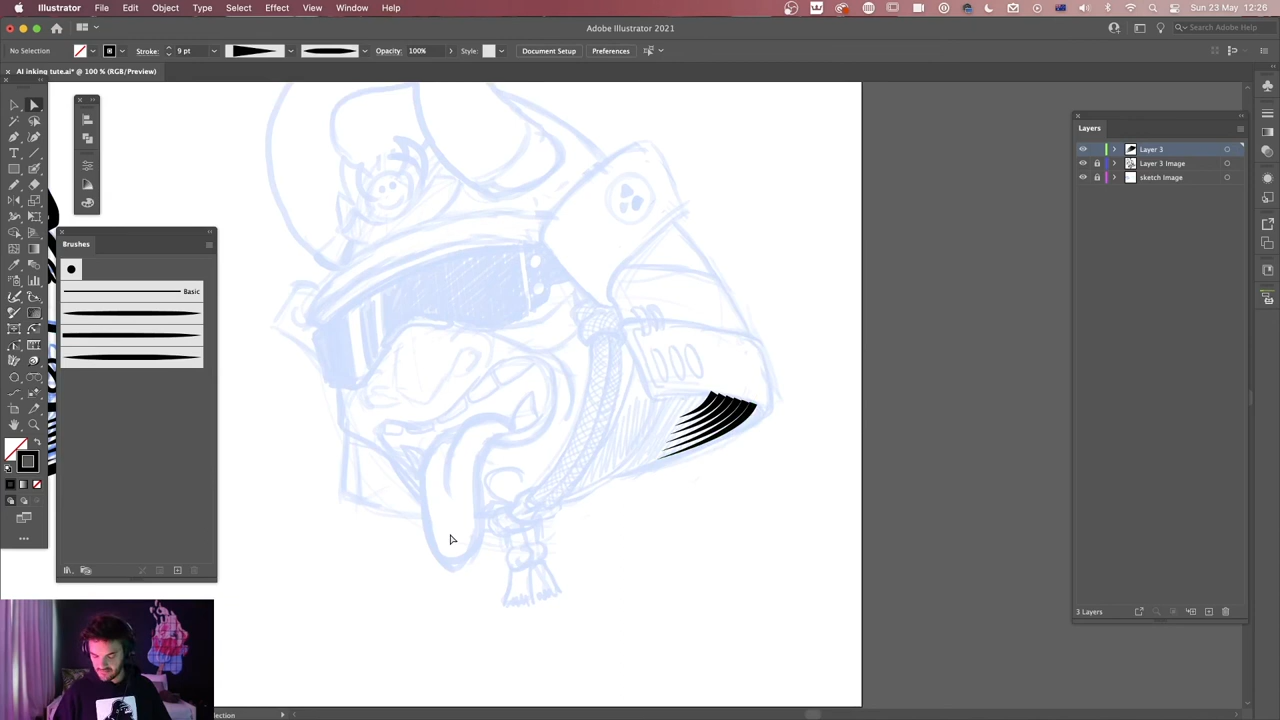 Illustrator File Edit Object Type Select Effect View Window Help
Sun 23 May 12:26
Adobe Illustrator 2021
Search Adobe Help
No Selection Stroke: 9 pt Opacity: 100% Style: Document Setup Preferences
AI inking tute.ai* @ 100 % (RGB/Preview)
Layers
Layer 3
Layer 3 Image
sketch Image
Brushes
Basic
3 Layers